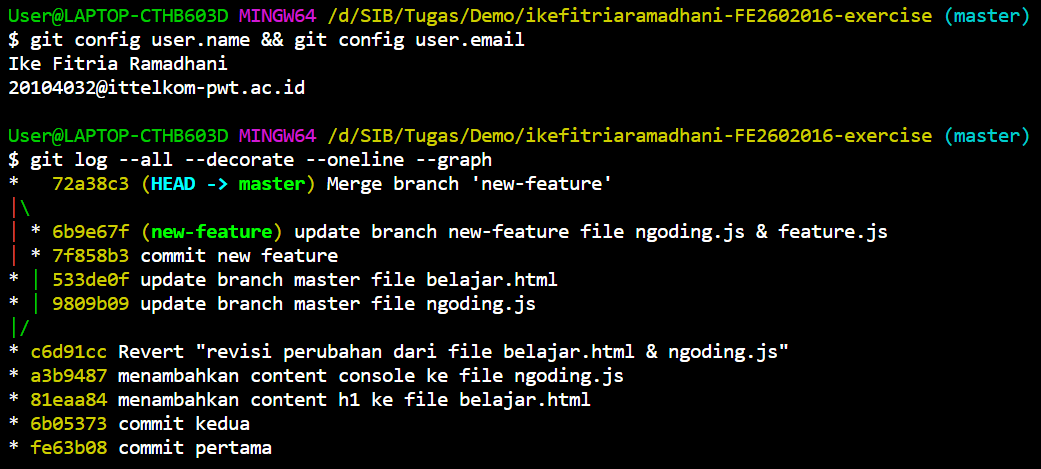 User@LAPTOP-CTHB603D MINGW64 /d/SIB/Tugas/Demo/ikefitriaramadhani-FE2602016-exercise (master)
$ git config user.name && git config user.email
Ike Fitria Ramadhani
20104032@ittelkom-pwt.ac.id

User@LAPTOP-CTHB603D MINGW64 /d/SIB/Tugas/Demo/ikefitriaramadhani-FE2602016-exercise (master)
$ git log --all --decorate --oneline --graph
*   72a38c3 (HEAD -> master) Merge branch 'new-feature'
|\
| * 6b9e67f (new-feature) update branch new-feature file ngoding.js & feature.js
| * 7f858b3 commit new feature
* | 533de0f update branch master file belajar.html
* | 9809b09 update branch master file ngoding.js
|/
* c6d91cc Revert "revisi perubahan dari file belajar.html & ngoding.js"
* a3b9487 menambahkan content console ke file ngoding.js
* 81eaa84 menambahkan content h1 ke file belajar.html
* 6b05373 commit kedua
* fe63b08 commit pertama